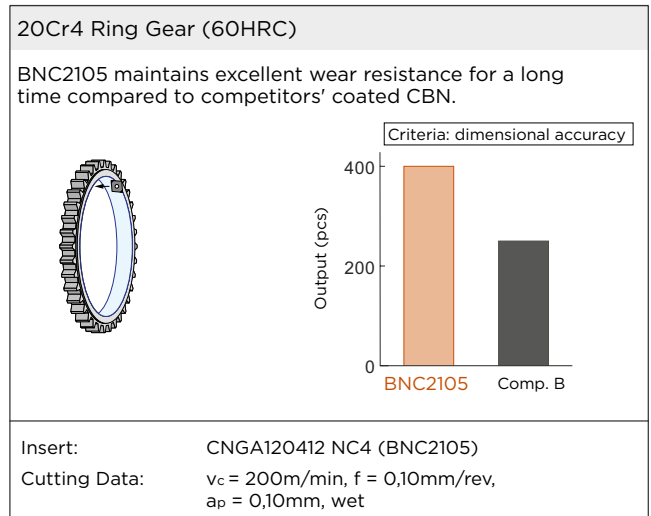 20Cr4 Ring Gear (60HRC)
BNC2105 maintains excellent wear resistance for a long
time compared to competitors' coated CBN.
Criteria: dimensional accuracy
Output (pcs)
400
200
0
BNC2105
Comp. B
Insert: CNGA120412 NC4 (BNC2105)
Cutting Data: vc = 200m/min, f = 0,10mm/rev,
ap = 0,10mm, wet